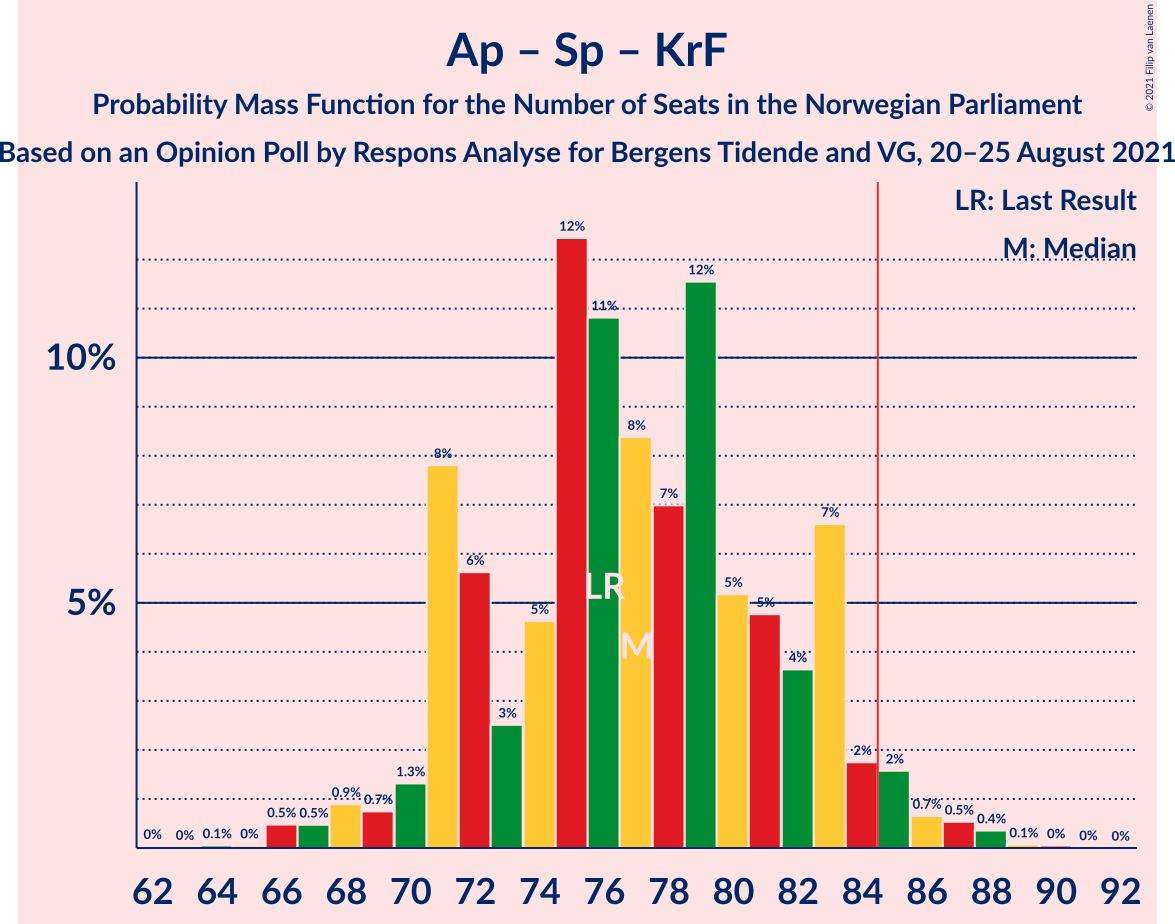 Ap – Sp – KrF
© 2021 Filip van Laenen
Probability Mass Function for the Number of Seats in the Norwegian Parliament
Based on an Opinion Poll by Respons Analyse for Bergens Tidende and VG, 20–25 August 2021
LR: Last Result
M: Median
10%
5%
0% 0% 0.1% 0% 0.5% 0.5% 0.9% 0.7% 1.3% 8% 6% 3% 5% 12% 11% 8% 7% 12% 5% 5% 4% 7% 2% 2% 0.7% 0.5% 0.4% 0.1% 0% 0% 0%
LR
M
62 64 66 68 70 72 74 76 78 80 82 84 86 88 90 92